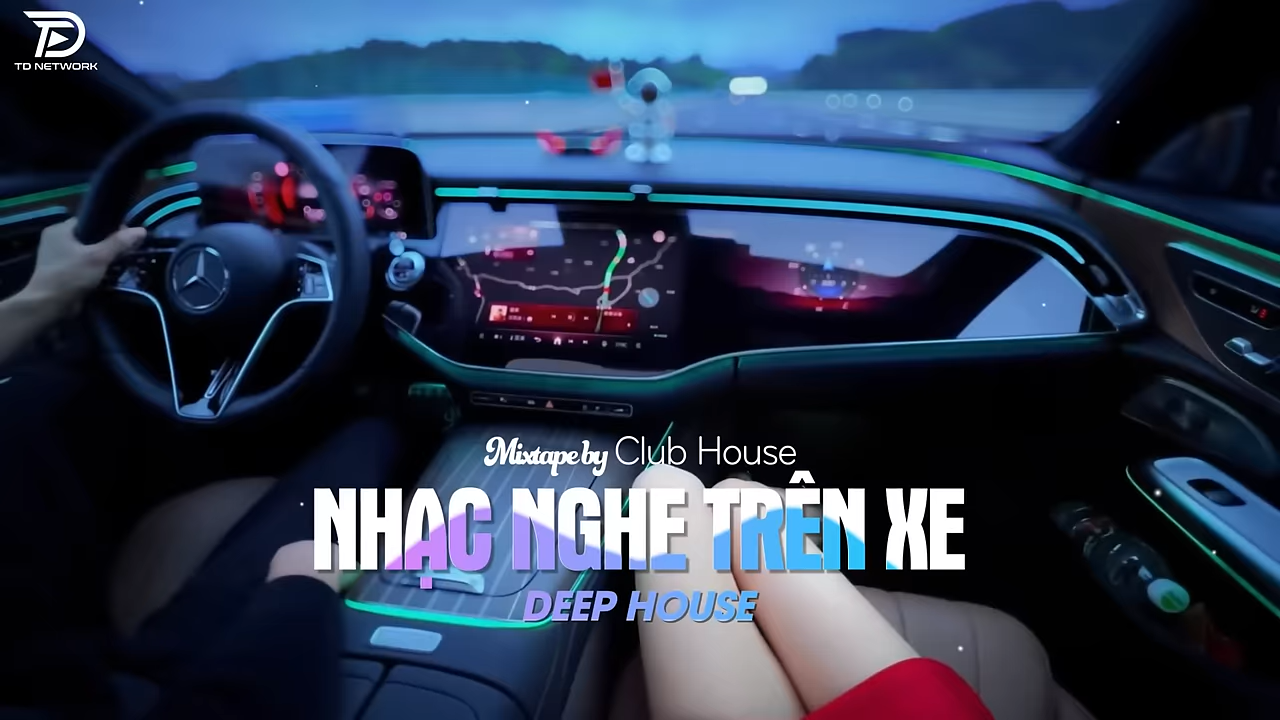 TD NETWORK
Mixtape by Club House
NHẠC NGHE TRÊN XE
DEEP HOUSE